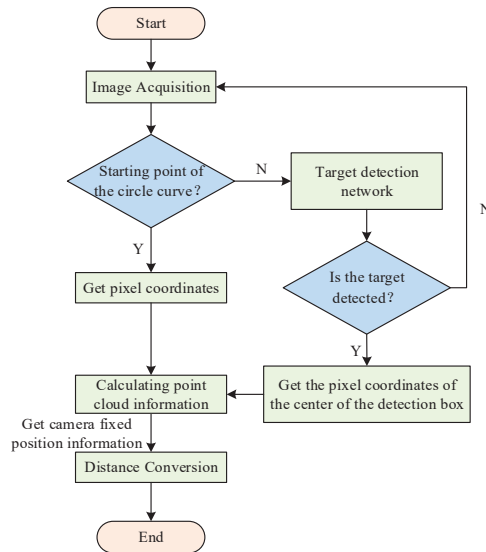 Start
Image Acquisition
Starting point of
the circle curve?
N
Target detection
network
N
Y
Is the target
detected?
Get pixel coordinates
Y
Calculating point
cloud information
Get the pixel coordinates of
the center of the detection box
Get camera fixed
position information
Distance Conversion
End